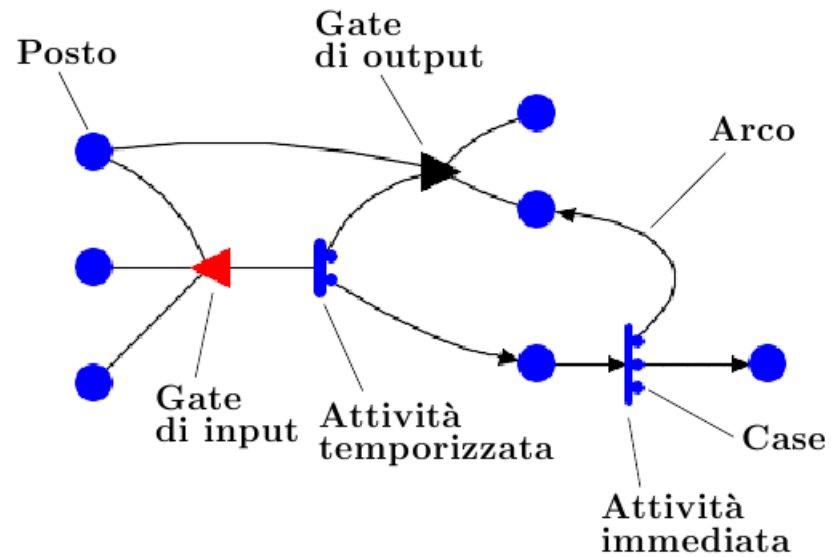 Gate
di output
Posto
Arco
Gate
di input
Attività
temporizzata
Case
Attività
immediata